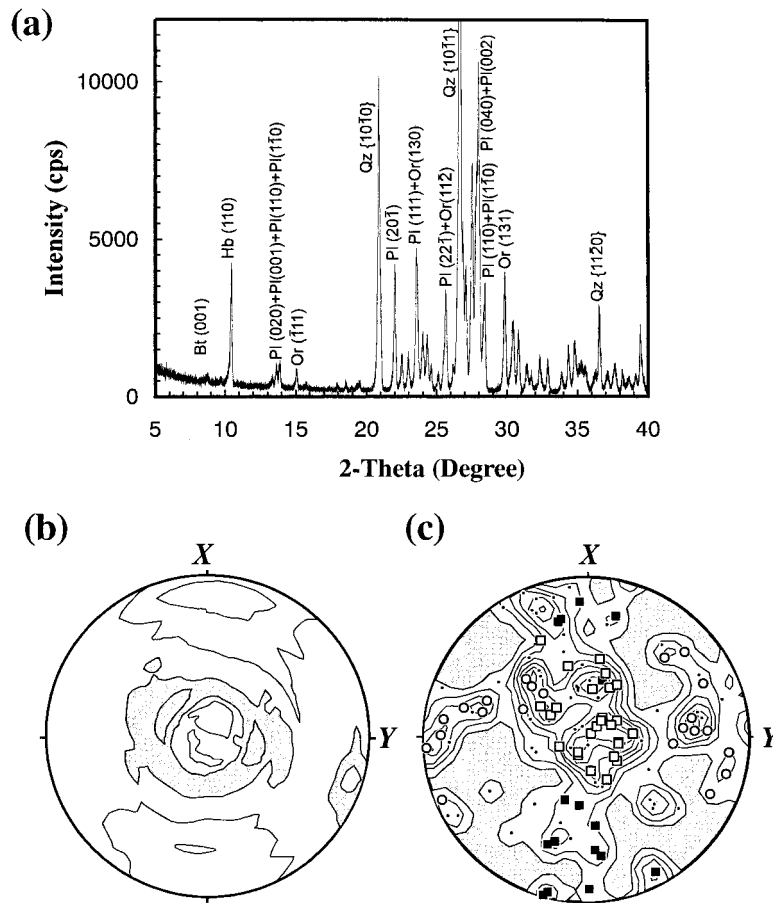 (a)
Intensity (cps)
10000
5000
0
Bt (001)
Hb (110)
Pl (020)+Pl(001)+Pl(110)+Pl(11̄0)
Or (1̄11)
Qz {101̄0}
Pl (201̄)
Pl (111)+Or(130)
Pl (221̄)+Or(112̄)
Qz {101̄1}
Pl (040)+Pl(002)
Pl (110)+Pl(11̄0)
Or (131̄)
Qz {112̄0}
5 10 15 20 25 30 35 40
2-Theta (Degree)
(b)
X
Y
(c)
X
Y